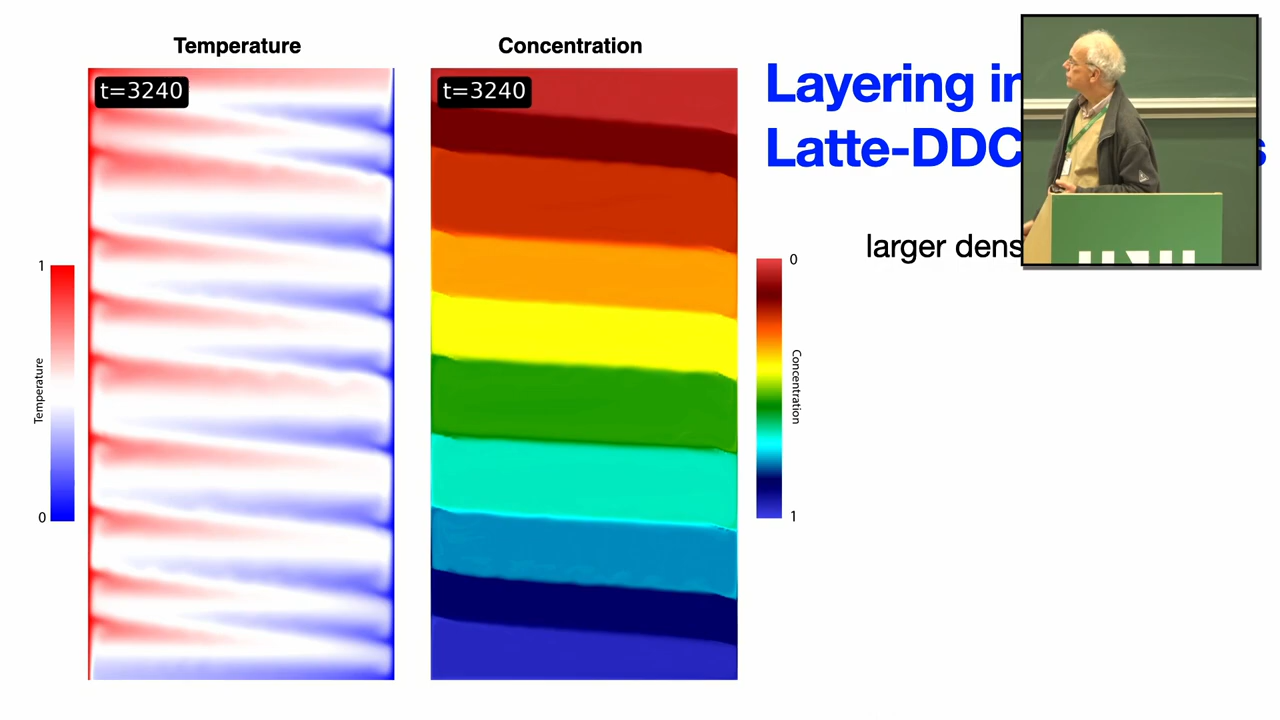 Temperature
Concentration
t=3240
t=3240
Layering in
Latte-DDC
larger dens
1
Temperature
0
0
Concentration
1